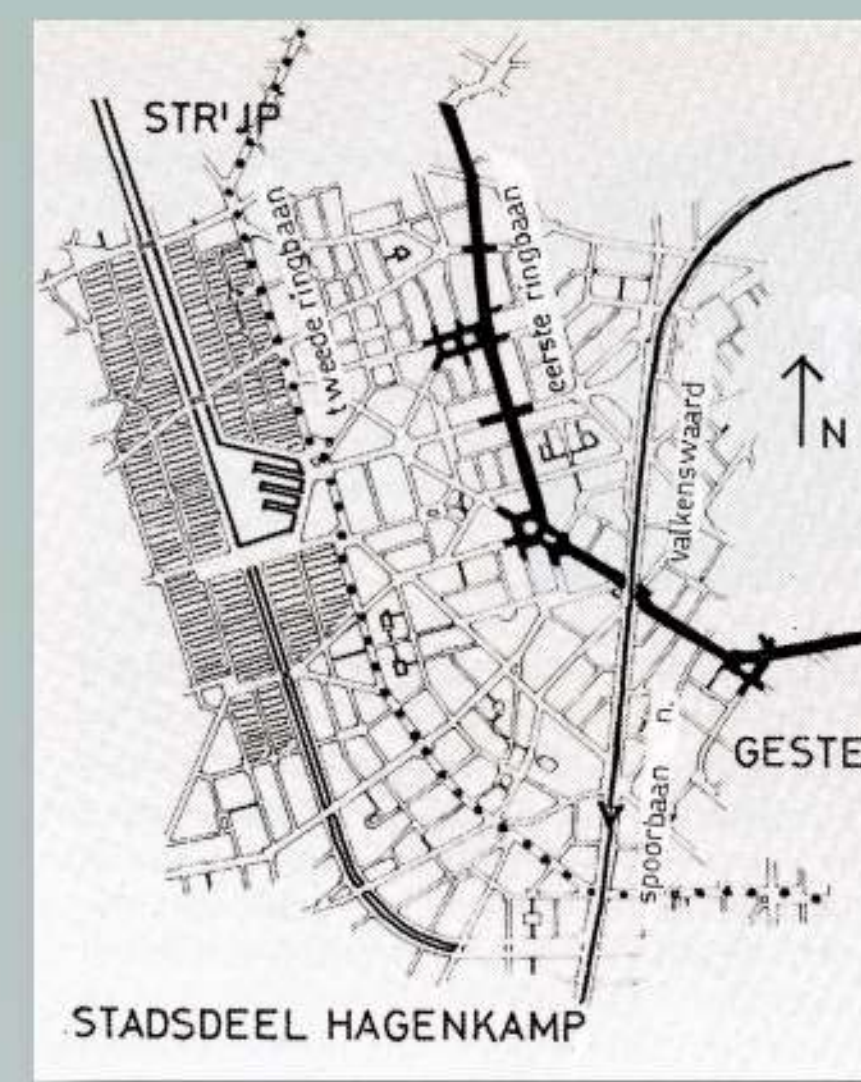 STRIJP
tweede ringbaan
eerste ringbaan
N
Valkenswaard
spoorbaan n.
GESTE
STADSDEEL HAGENKAMP